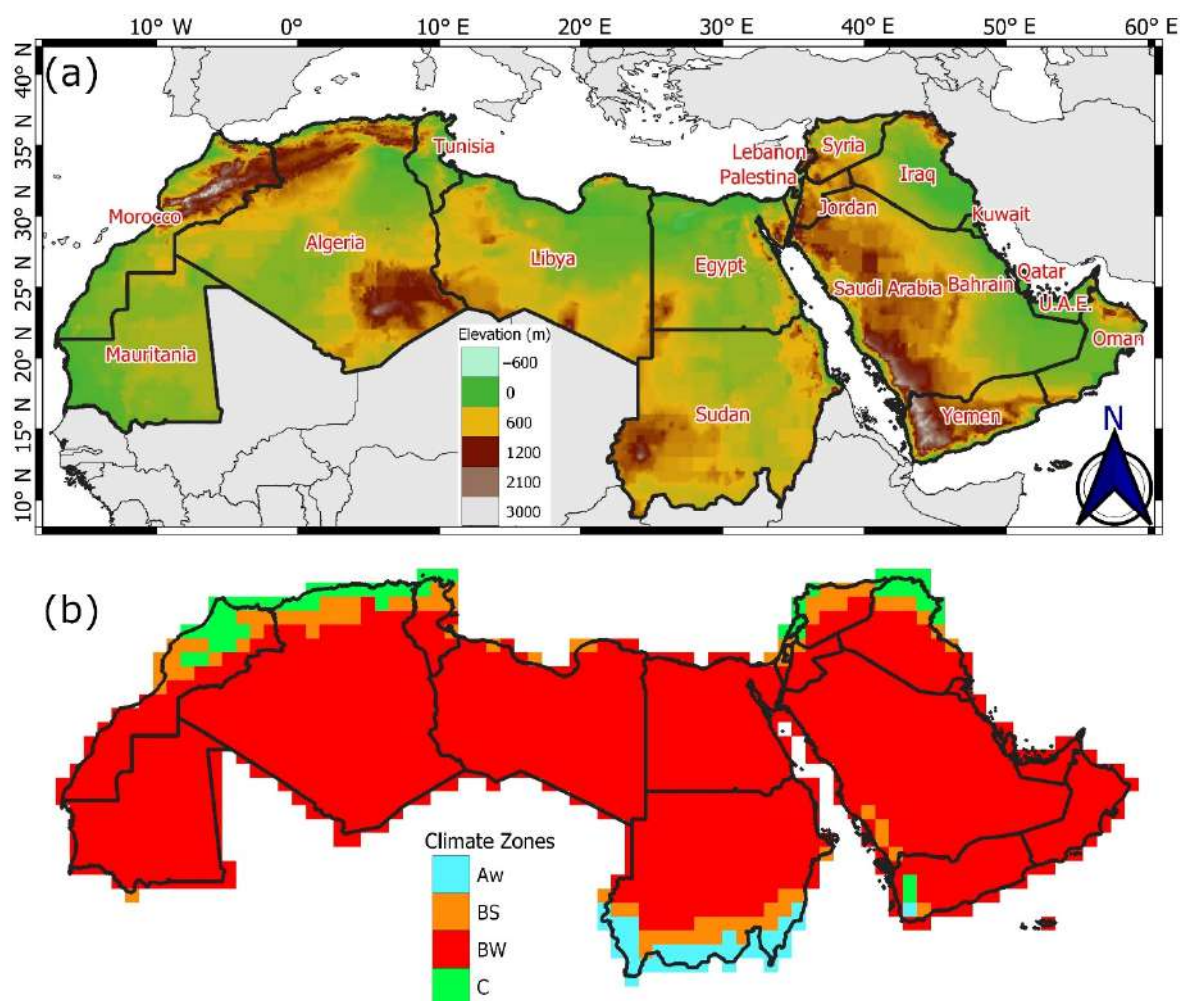 10° W 0° 10° E 20° E 30° E 40° E 50° E 60° E
(a)
40° N
35° N
30° N
25° N
20° N
15° N
10° N
Tunisia
Lebanon
Syria
Palestina
Iraq
Morocco
Jordan
Kuwait
Algeria
Libya
Egypt
Saudi Arabia
Bahrain
Qatar
U.A.E.
Oman
Mauritania
Sudan
Yemen
Elevation (m)
−600
0
600
1200
2100
3000
N
(b)
Climate Zones
Aw
BS
BW
C